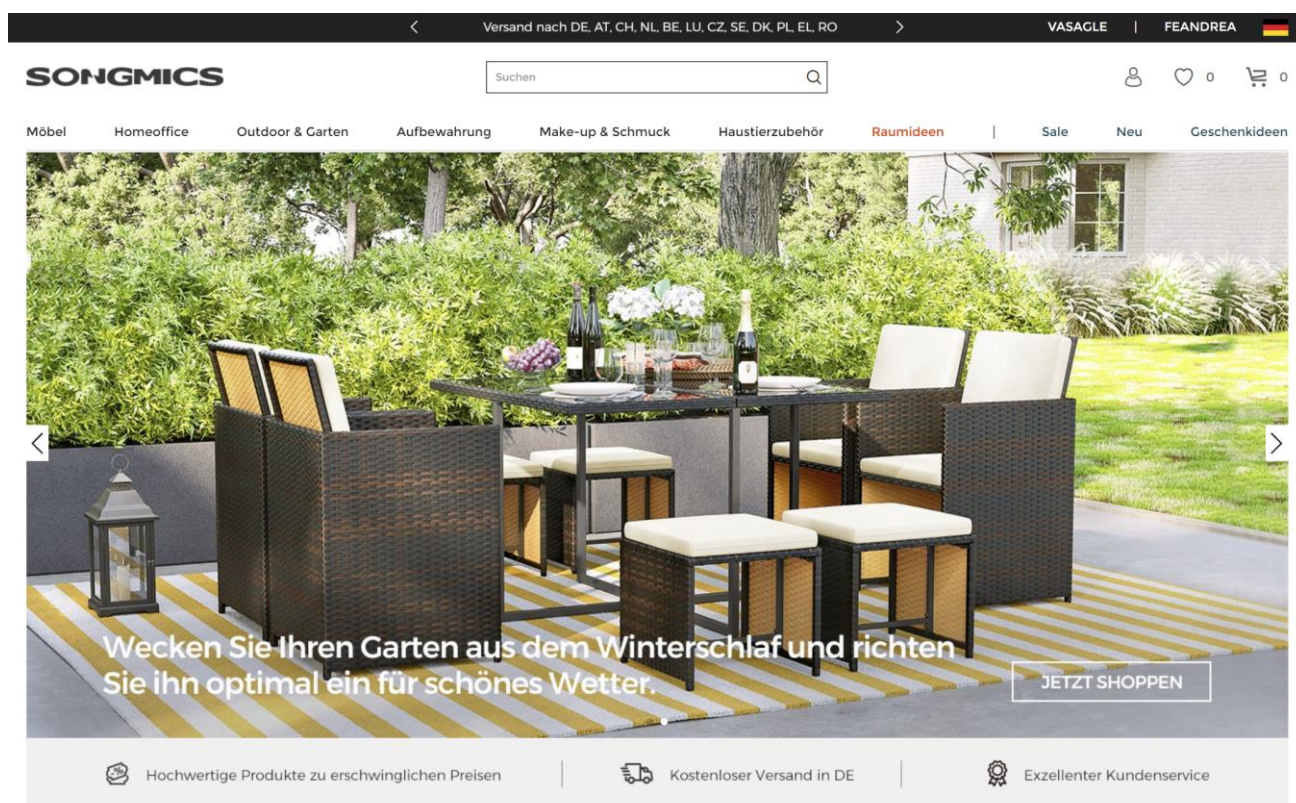 Versand nach DE, AT, CH, NL, BE, LU, CZ, SE, DK, PL, EL, RO
VASAGLE | FEANDREA
SONGMICS
Suchen
0
0
Möbel
Homeoffice
Outdoor & Garten
Aufbewahrung
Make-up & Schmuck
Haustierzubehör
Raumideen
|
Sale
Neu
Geschenkideen
Wecken Sie Ihren Garten aus dem Winterschlaf und richten
Sie ihn optimal ein für schönes Wetter.
JETZT SHOPPEN
Hochwertige Produkte zu erschwinglichen Preisen
Kostenloser Versand in DE
Exzellenter Kundenservice